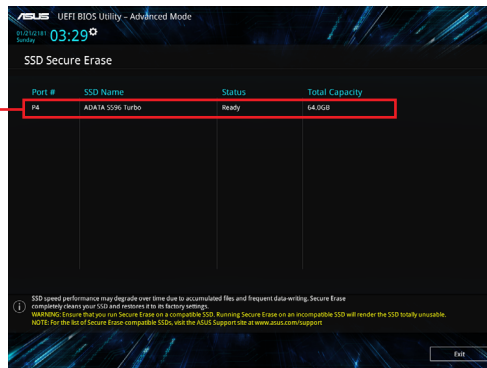 ASUS UEFI BIOS Utility – Advanced Mode
01/21/2181 03:29
Sunday
SSD Secure Erase
Port # SSD Name Status Total Capacity
P4 ADATA S596 Turbo Ready 64.0GB
SSD speed performance may degrade over time due to accumulated files and frequent data-writing. Secure Erase
completely cleans your SSD and restores it to its factory settings.
WARNING: Ensure that you run Secure Erase on a compatible SSD. Running Secure Erase on an incompatible SSD will render the SSD totally unusable.
NOTE: For the list of Secure Erase compatible SSDs, visit the ASUS Support site at www.asus.com/support
Exit